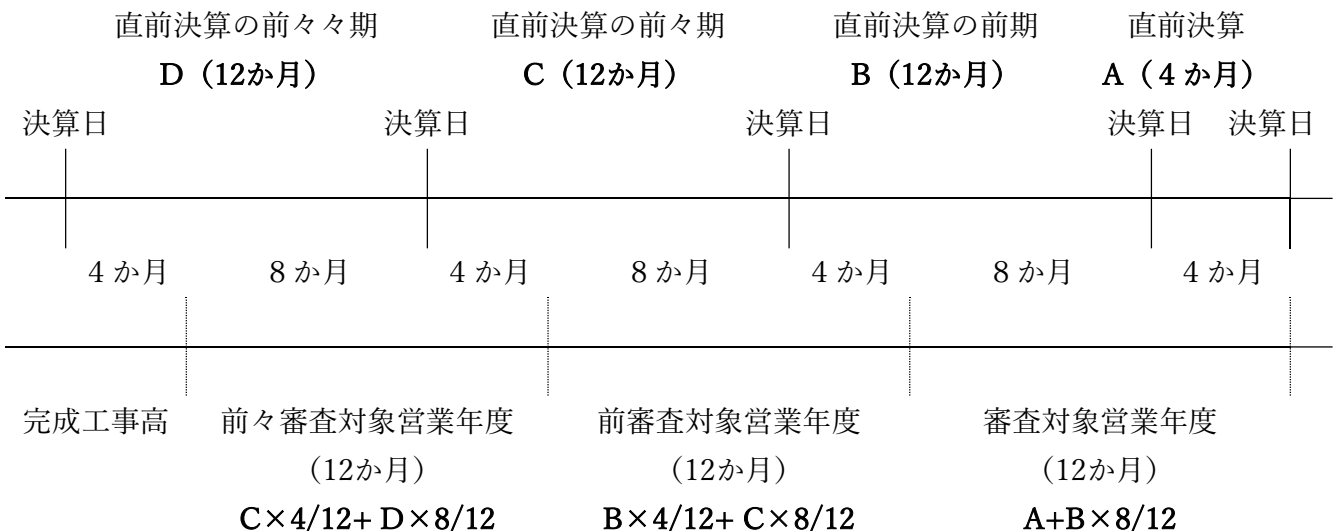 直前決算の前々々期 直前決算の前々期 直前決算の前期 直前決算
D（12か月） C（12か月） B（12か月） A（４か月）
決算日 決算日 決算日 決算日 決算日
４か月 ８か月 ４か月 ８か月 ４か月 ８か月 ４か月
完成工事高 前々審査対象営業年度 前審査対象営業年度 審査対象営業年度
（12か月） （12か月） （12か月）
C×4/12+ D×8/12 B×4/12+ C×8/12 A+B×8/12